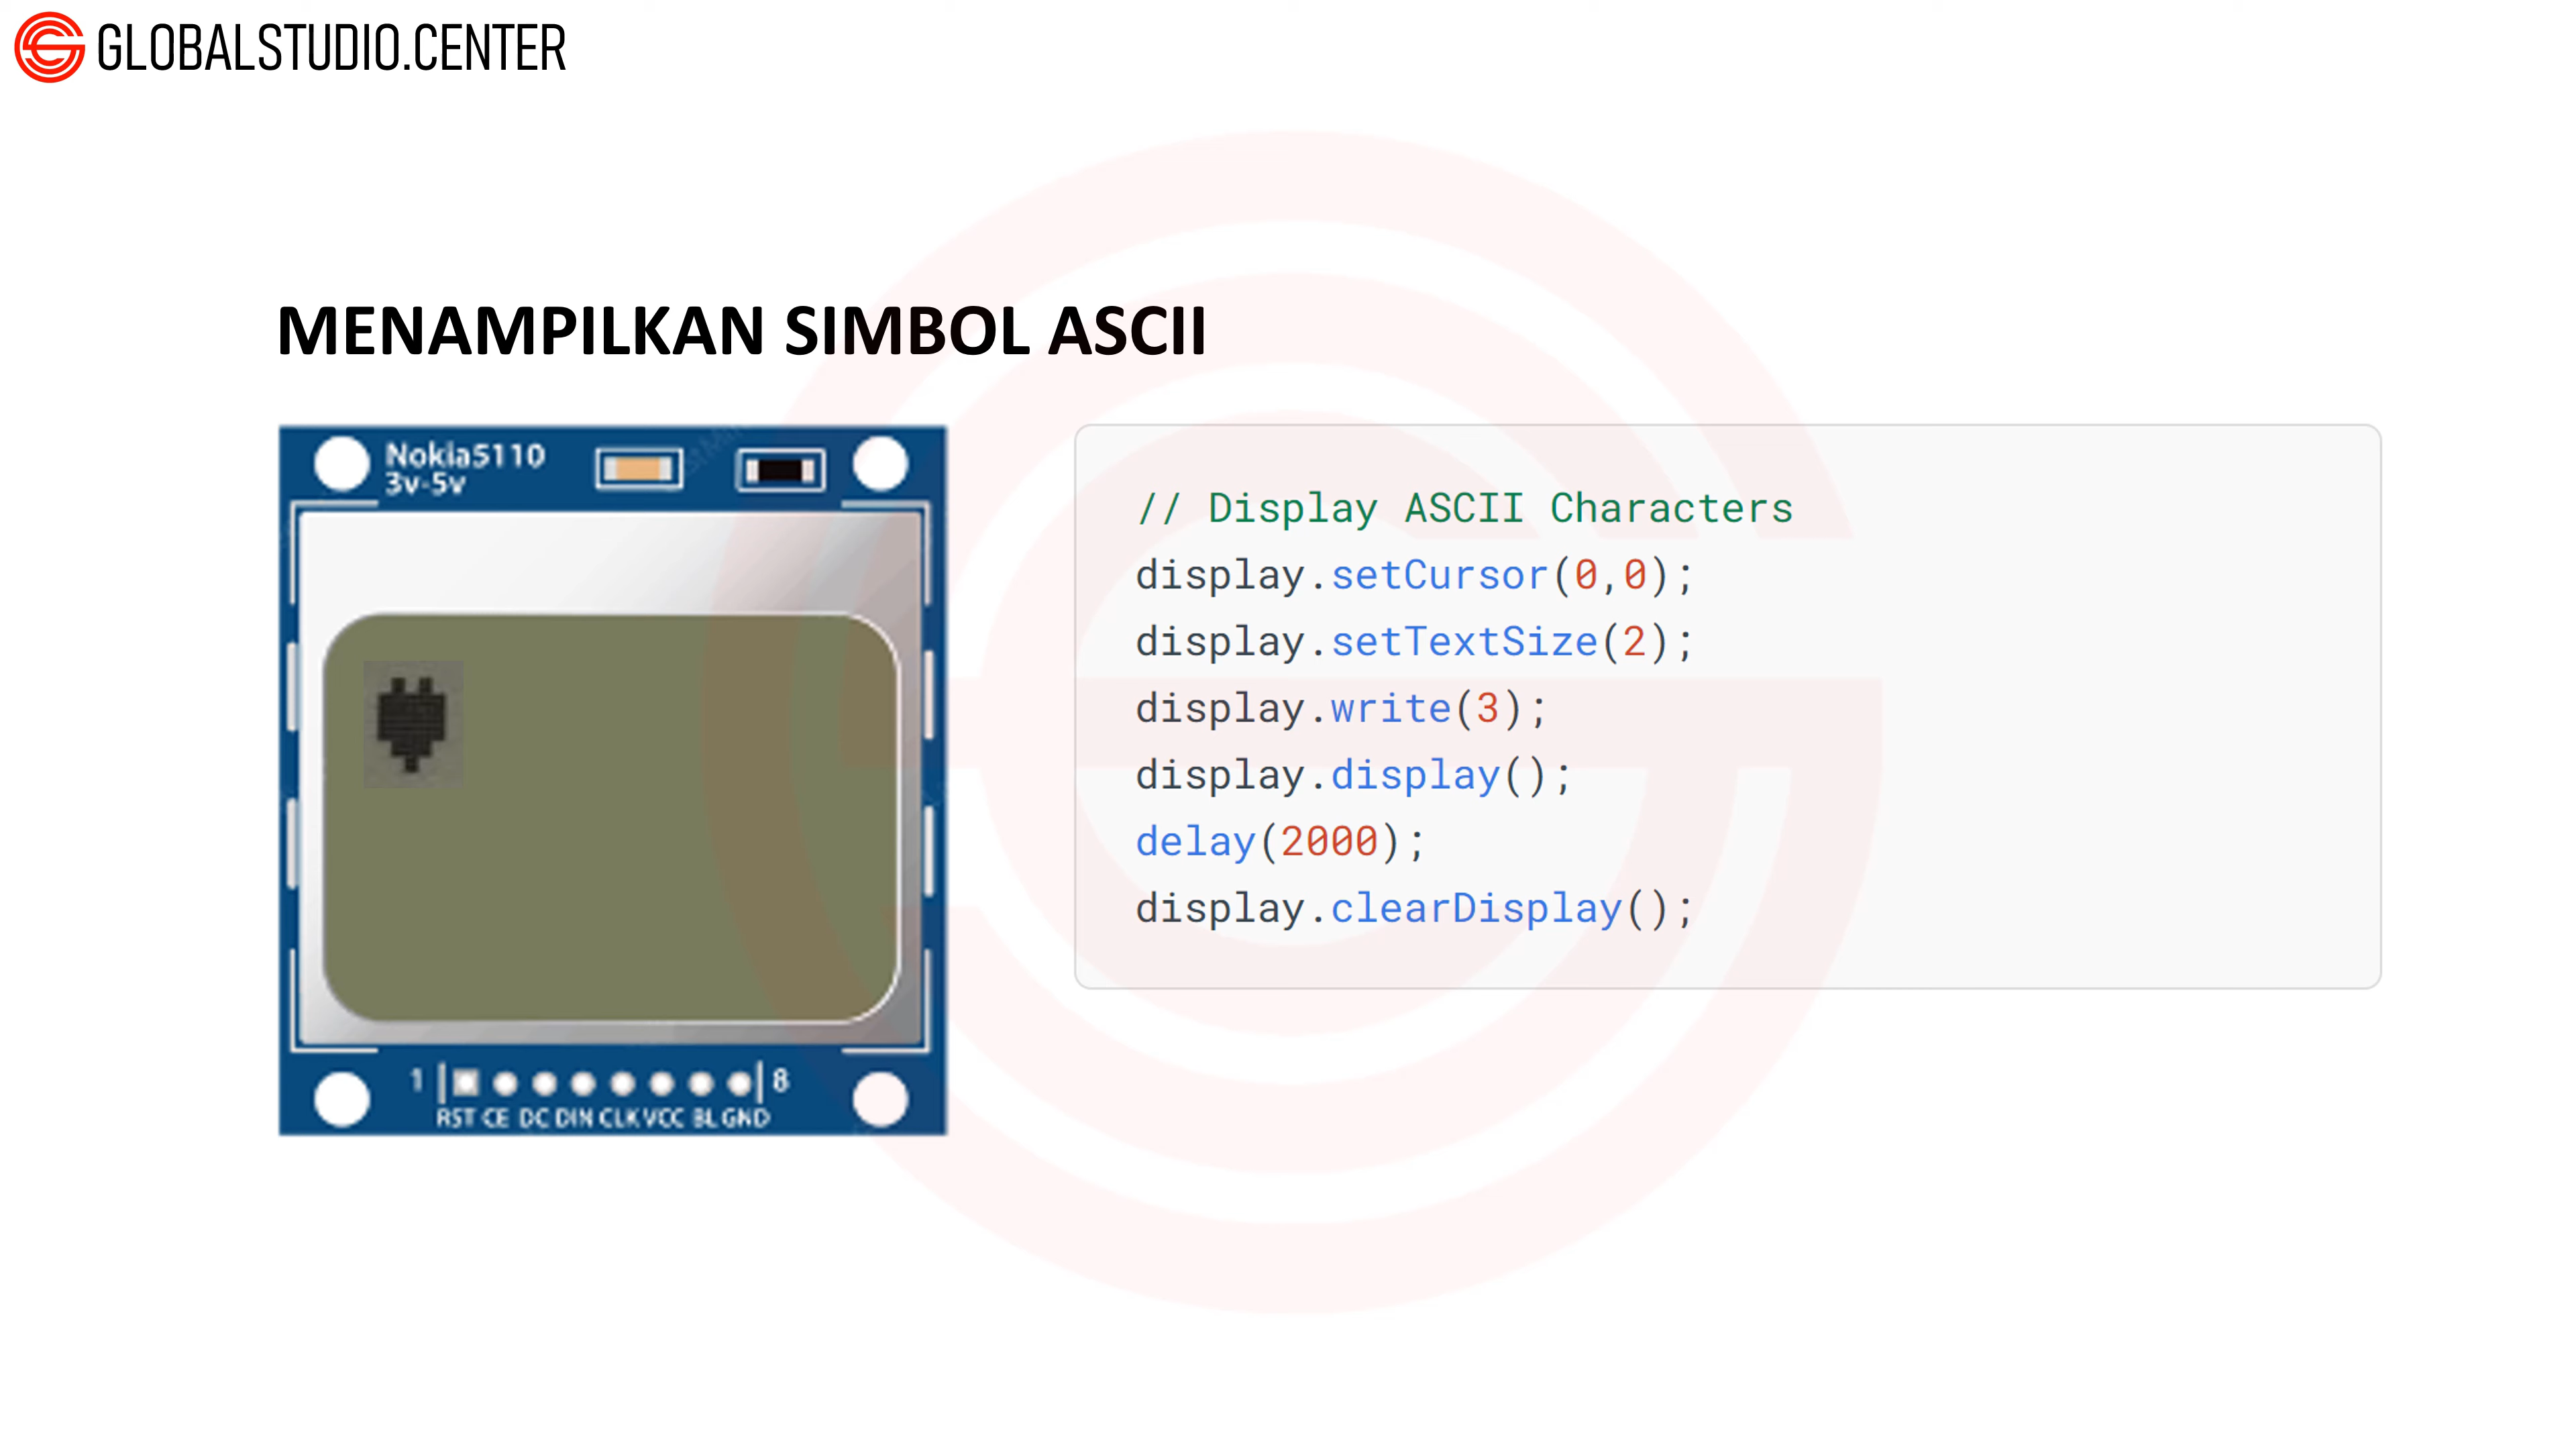 GLOBALSTUDIO.CENTER
MENAMPILKAN SIMBOL ASCII
Nokia5110
3v-5v
1 8
RST CE DC DIN CLK VCC BL GND
// Display ASCII Characters
display.setCursor(0,0);
display.setTextSize(2);
display.write(3);
display.display();
delay(2000);
display.clearDisplay();